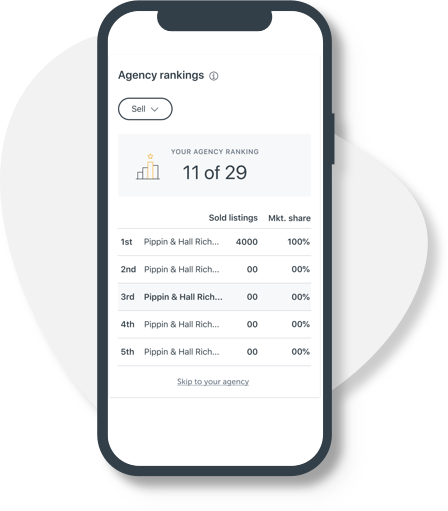 Agency rankings
Sell
YOUR AGENCY RANKING
11 of 29
Sold listings Mkt. share
1st Pippin & Hall Rich... 4000 100%
2nd Pippin & Hall Rich... 00 00%
3rd Pippin & Hall Rich... 00 00%
4th Pippin & Hall Rich... 00 00%
5th Pippin & Hall Rich... 00 00%
Skip to your agency